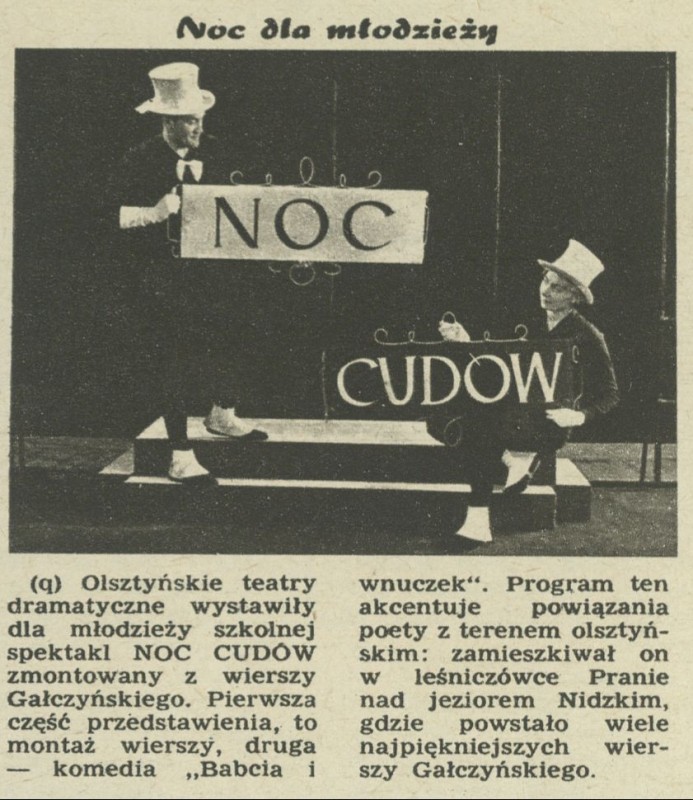 Noc dla młodzieży
NOC
CUDOW
(q) Olsztyńskie teatry
dramatyczne wystawiły
dla młodzieży szkolnej
spektakl NOC CUDÓW
zmontowany z wierszy
Gałczyńskiego. Pierwsza
część przedstawienia, to
montaż wierszy, druga
— komedia „Babcia i
wnuczek“. Program ten
akcentuje powiązania
poety z terenem olsztyń-
skim: zamieszkiwał on
w leśniczówce Pranie
nad jeziorem Nidzkim,
gdzie powstało wiele
najpiękniejszych wier-
szy Gałczyńskiego.